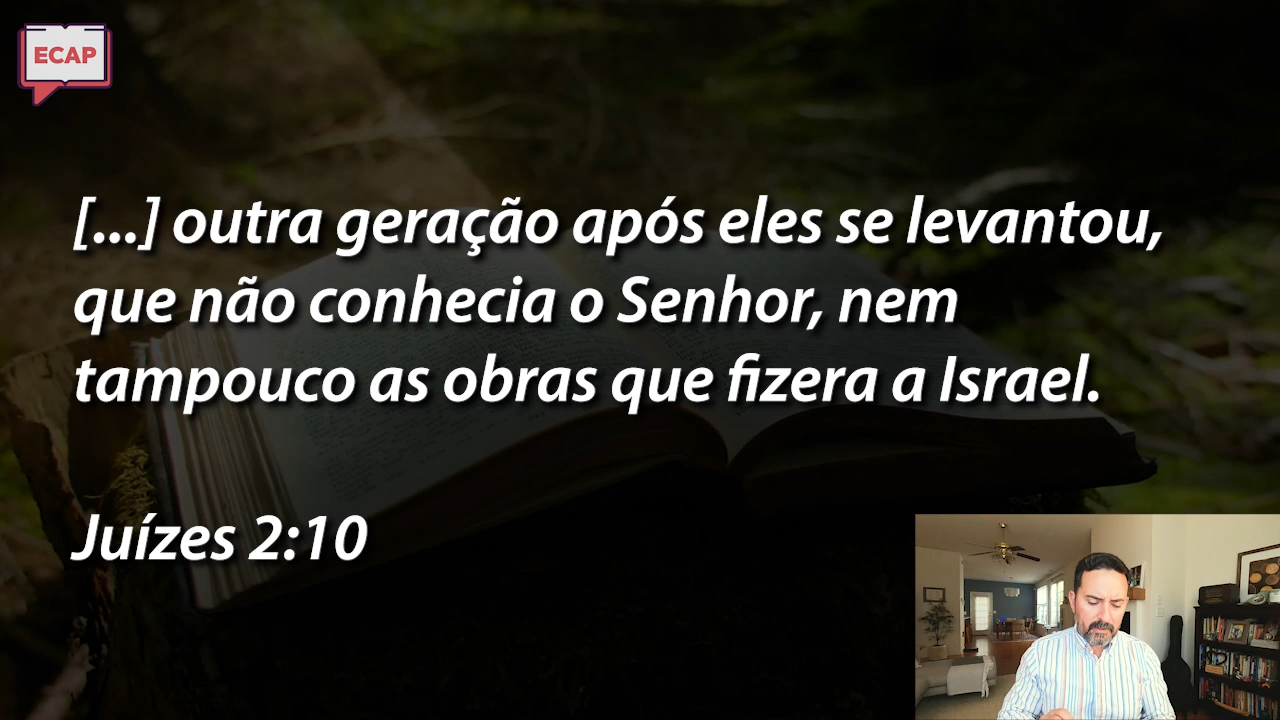 ECAP
[...] outra geração após eles se levantou,
que não conhecia o Senhor, nem
tampouco as obras que fizera a Israel.
Juízes 2:10